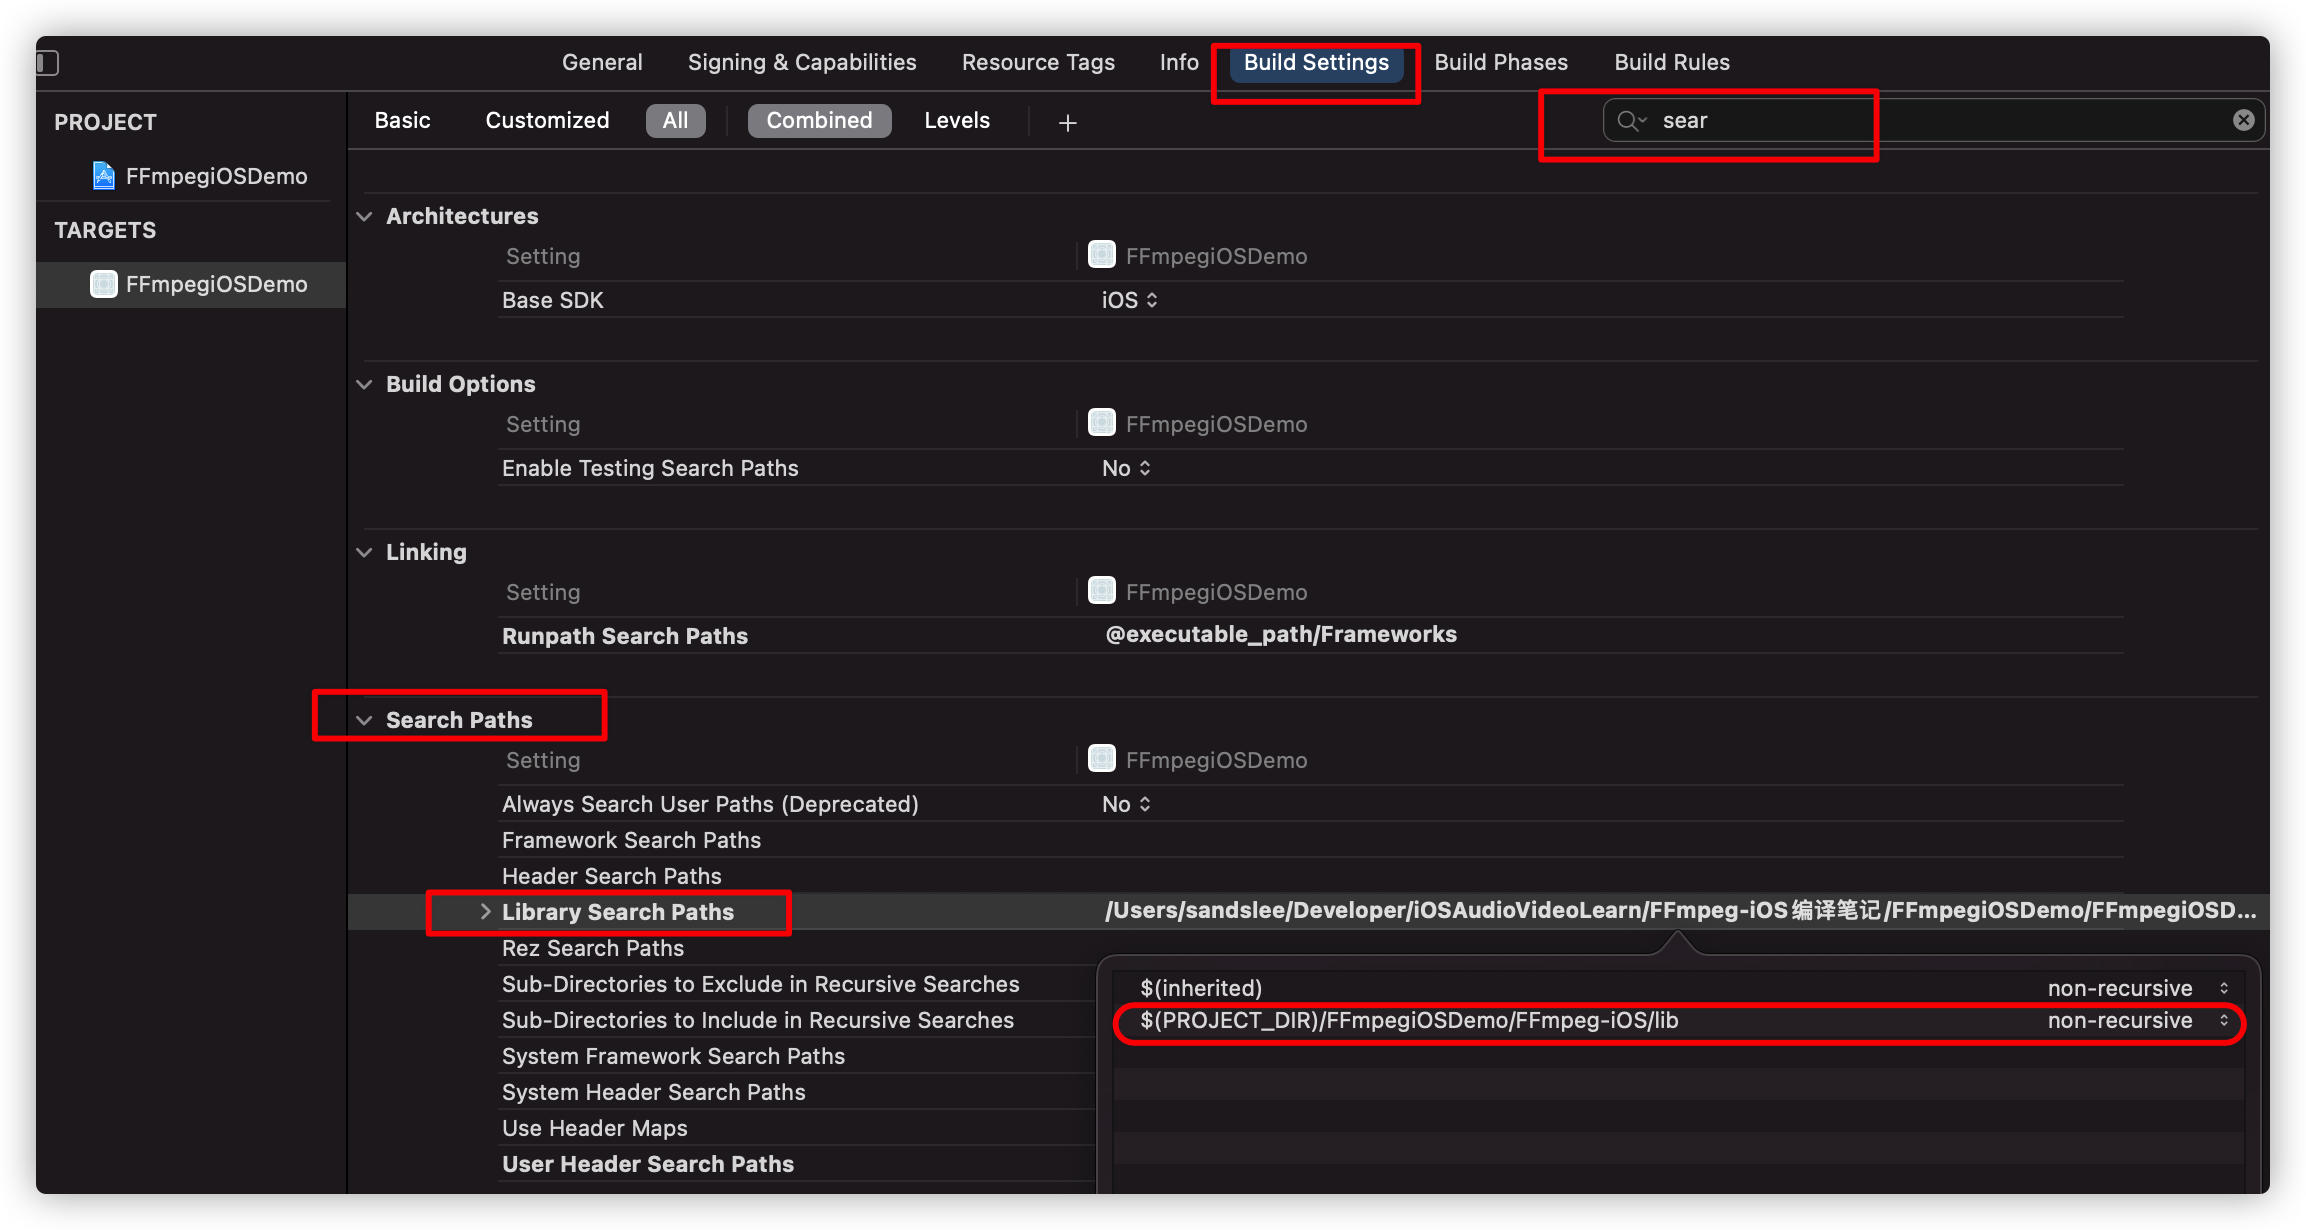 General Signing & Capabilities Resource Tags Info Build Settings Build Phases Build Rules
PROJECT
FFmpegiOSDemo
TARGETS
FFmpegiOSDemo
Basic Customized All Combined Levels +
sear
Architectures
Setting FFmpegiOSDemo
Base SDK iOS
Build Options
Setting FFmpegiOSDemo
Enable Testing Search Paths No
Linking
Setting FFmpegiOSDemo
Runpath Search Paths @executable_path/Frameworks
Search Paths
Setting FFmpegiOSDemo
Always Search User Paths (Deprecated) No
Framework Search Paths
Header Search Paths
Library Search Paths /Users/sandslee/Developer/iOSAudioVideoLearn/FFmpeg-iOS编译笔记/FFmpegiOSDemo/FFmpegiOSD...
Rez Search Paths
Sub-Directories to Exclude in Recursive Searches
Sub-Directories to Include in Recursive Searches
System Framework Search Paths
System Header Search Paths
Use Header Maps
User Header Search Paths
$(inherited) non-recursive
$(PROJECT_DIR)/FFmpegiOSDemo/FFmpeg-iOS/lib non-recursive